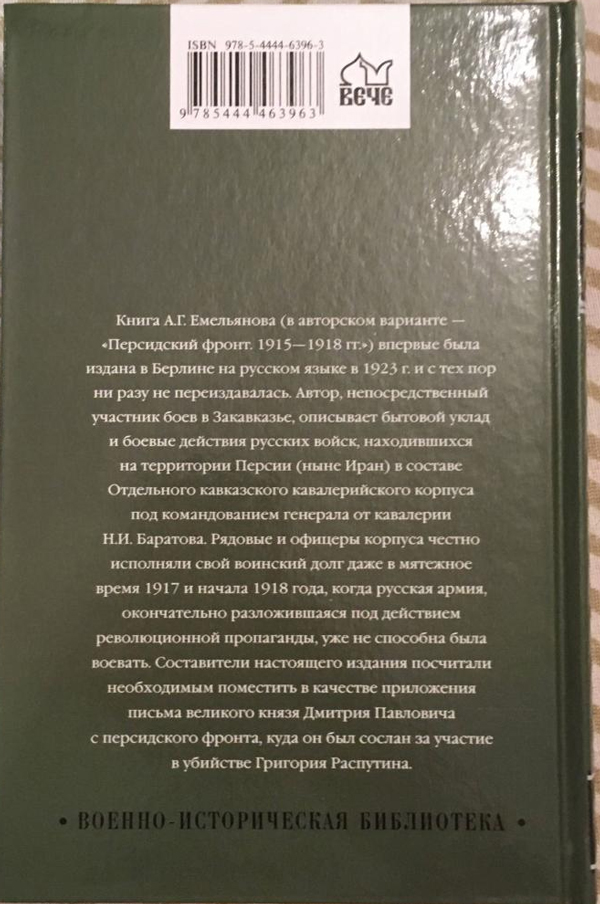 ISBN 978-5-4444-6396-3
9 785444 463963
ВЕЧЕ
Книга А.Г. Емельянова (в авторском варианте —
«Персидский фронт. 1915—1918 гг.») впервые была
издана в Берлине на русском языке в 1923 г. и с тех пор
ни разу не переиздавалась. Автор, непосредственный
участник боев в Закавказье, описывает бытовой уклад
и боевые действия русских войск, находившихся
на территории Персии (ныне Иран) в составе
Отдельного кавказского кавалерийского корпуса
под командованием генерала от кавалерии
Н.И. Баратова. Рядовые и офицеры корпуса честно
исполняли свой воинский долг даже в мятежное
время 1917 и начала 1918 года, когда русская армия,
окончательно разложившаяся под действием
революционной пропаганды, уже не способна была
воевать. Составители настоящего издания посчитали
необходимым поместить в качестве приложения
письма великого князя Дмитрия Павловича
с персидского фронта, куда он был сослан за участие
в убийстве Григория Распутина.
• ВОЕННО-ИСТОРИЧЕСКАЯ БИБЛИОТЕКА •